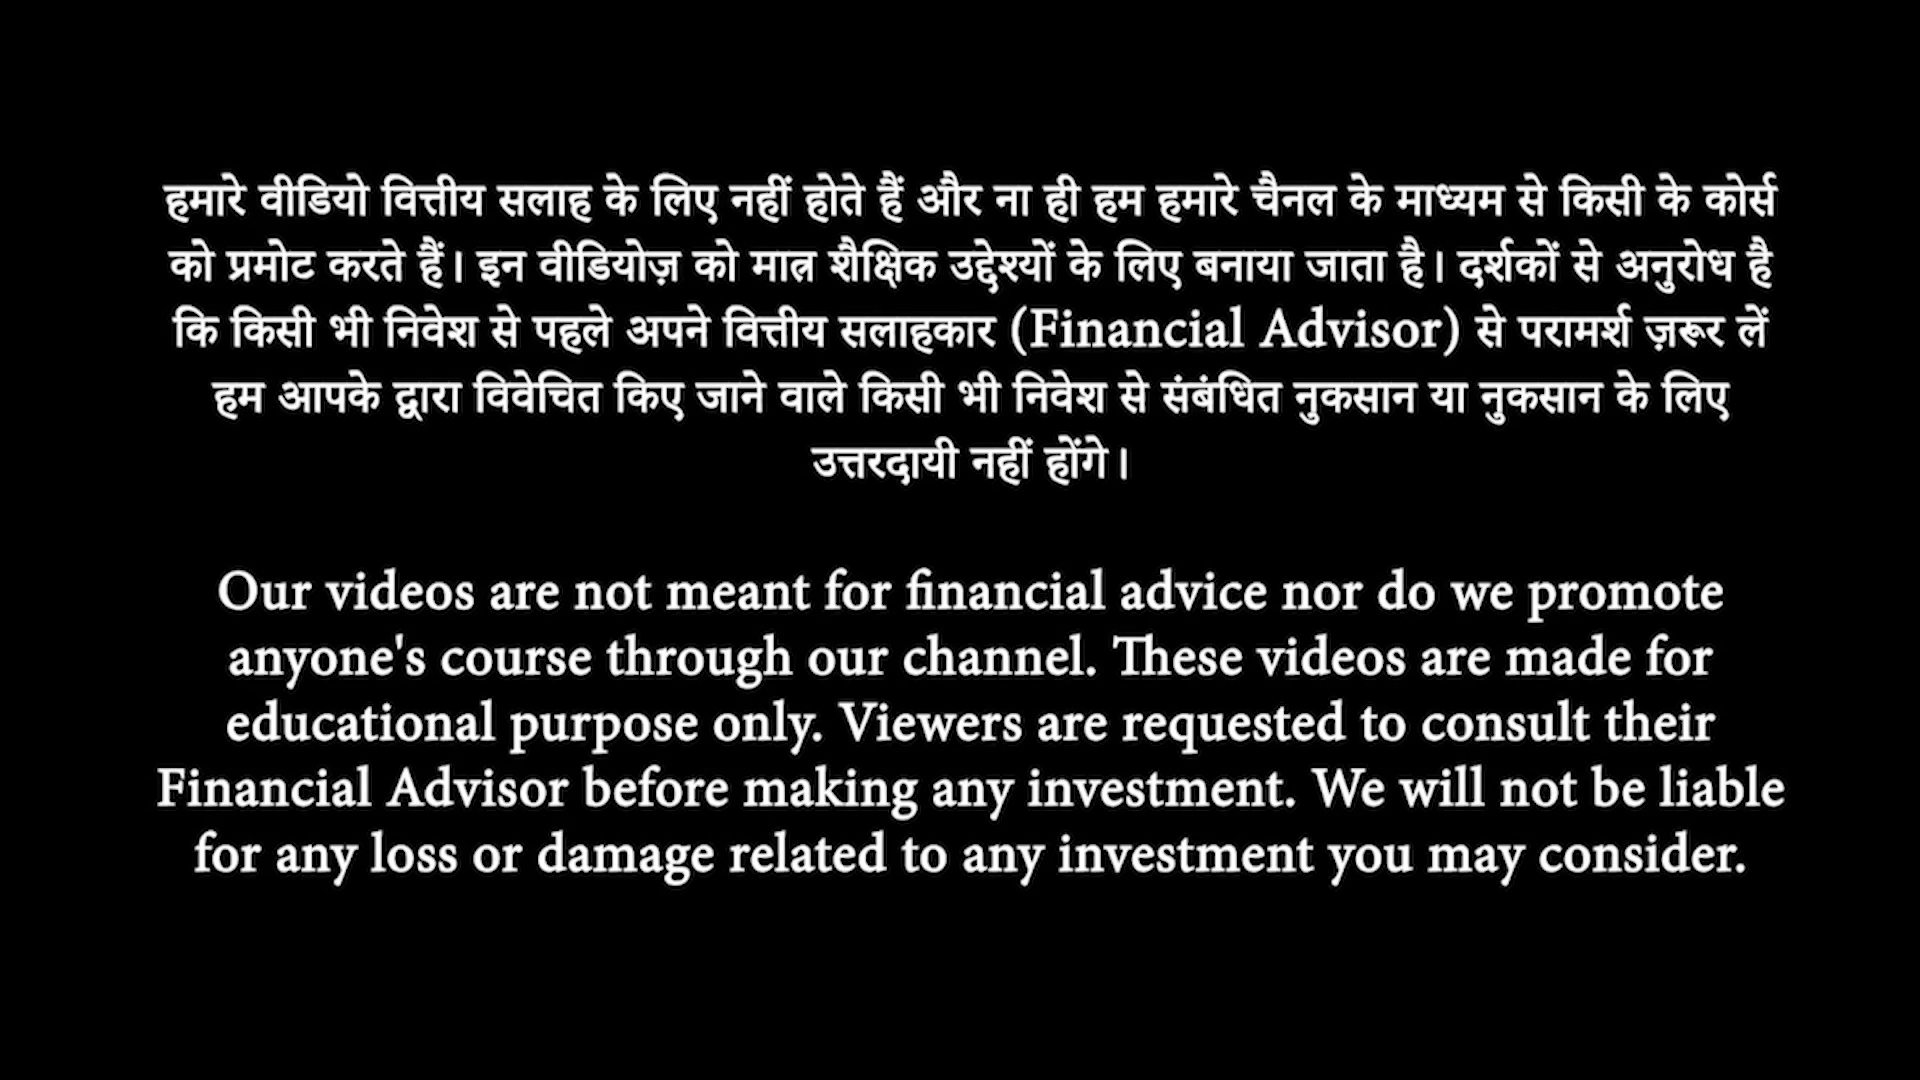 हमारे वीडियो वित्तीय सलाह के लिए नहीं होते हैं और ना ही हम हमारे चैनल के माध्यम से किसी के कोर्स
को प्रमोट करते हैं। इन वीडियोज़ को मात्र शैक्षिक उद्देश्यों के लिए बनाया जाता है। दर्शकों से अनुरोध है
कि किसी भी निवेश से पहले अपने वित्तीय सलाहकार (Financial Advisor) से परामर्श ज़रूर लें
हम आपके द्वारा विवेचित किए जाने वाले किसी भी निवेश से संबंधित नुकसान या नुकसान के लिए
उत्तरदायी नहीं होंगे।
Our videos are not meant for financial advice nor do we promote
anyone's course through our channel. These videos are made for
educational purpose only. Viewers are requested to consult their
Financial Advisor before making any investment. We will not be liable
for any loss or damage related to any investment you may consider.